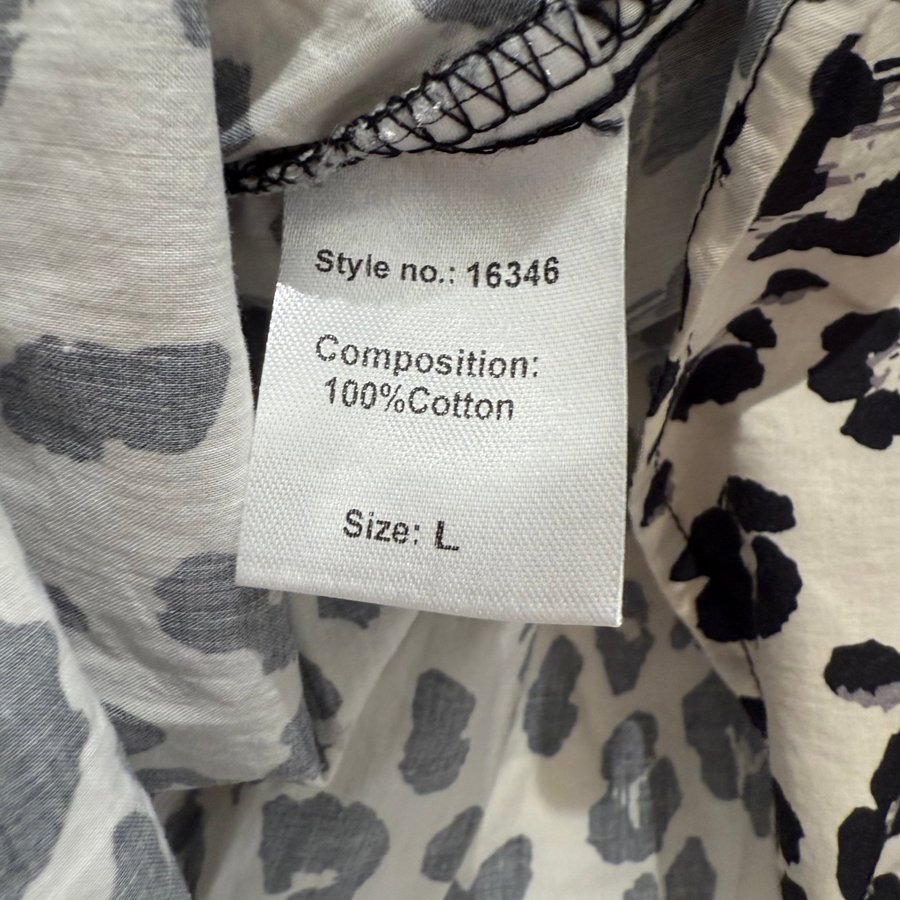 Style no.: 16346
Composition:
100%Cotton
Size: L